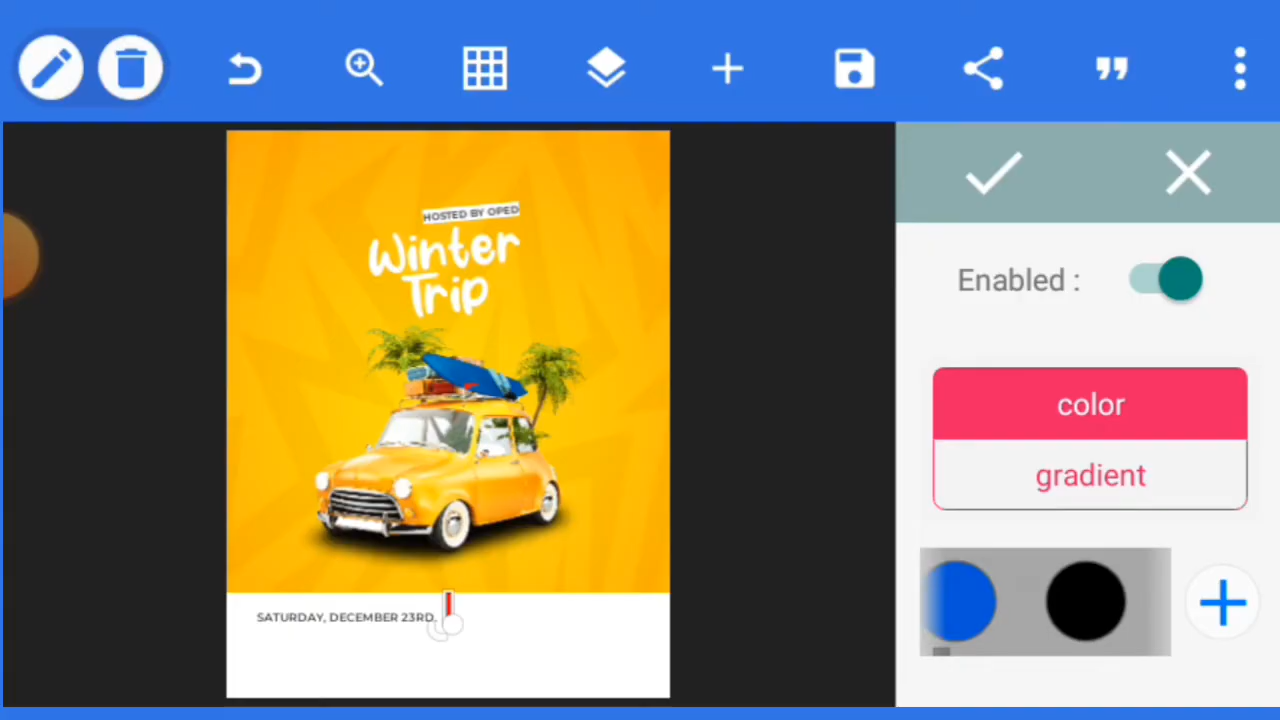 HOSTED BY OPED
Winter
Trip
SATURDAY, DECEMBER 23RD.
Enabled :
color
gradient